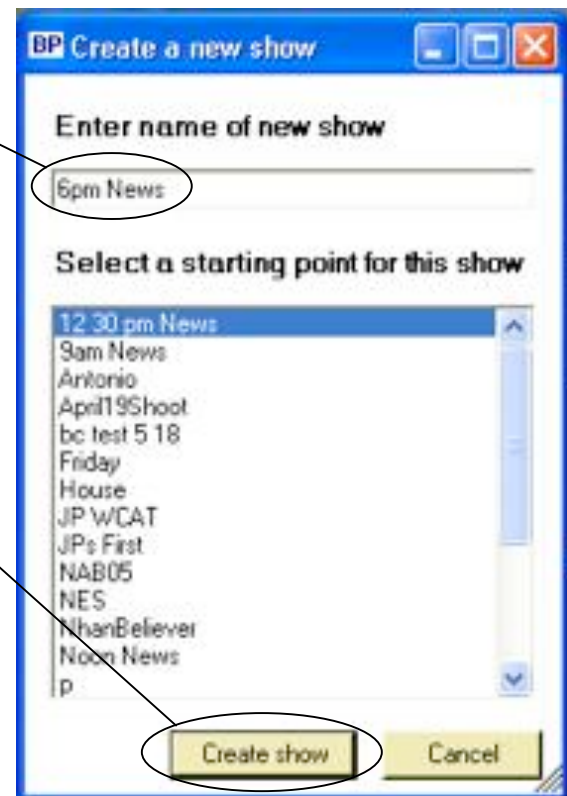 BP Create a new show
Enter name of new show
6pm News
Select a starting point for this show
12 30 pm News
9am News
Antonio
April19Shoot
bc test 5 18
Friday
House
JP WCAT
JPs First
NAB05
NES
NhanBeliever
Noon News
p
Create show Cancel